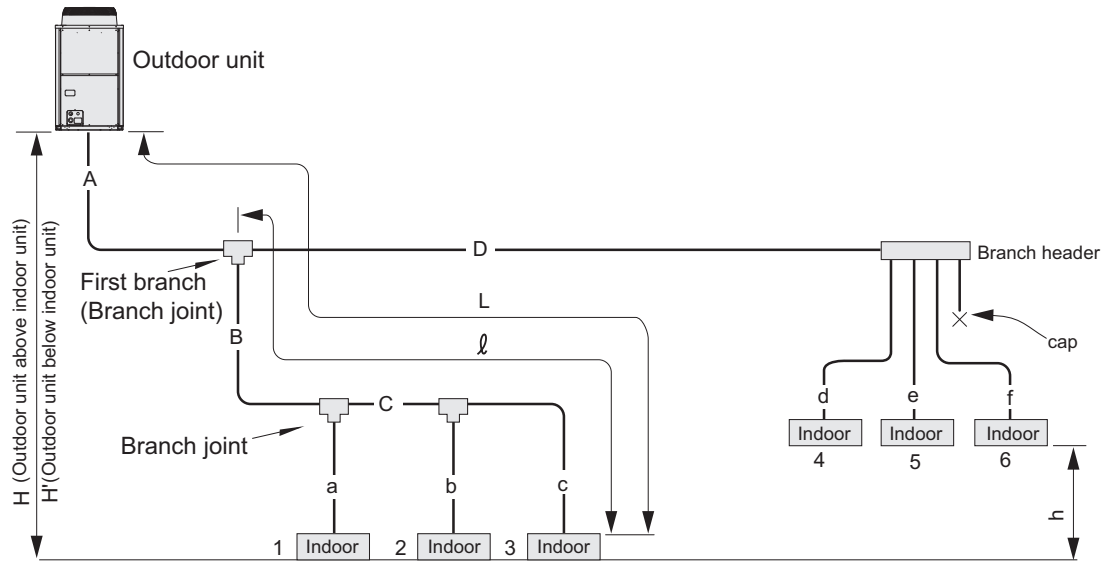 Outdoor unit
A
H (Outdoor unit above indoor unit)
H'(Outdoor unit below indoor unit)
D
Branch header
First branch
(Branch joint)
L
B
ℓ
cap
C
d
e
f
Branch joint
Indoor
Indoor
Indoor
4
5
6
a
b
c
h
1
Indoor
2
Indoor
3
Indoor